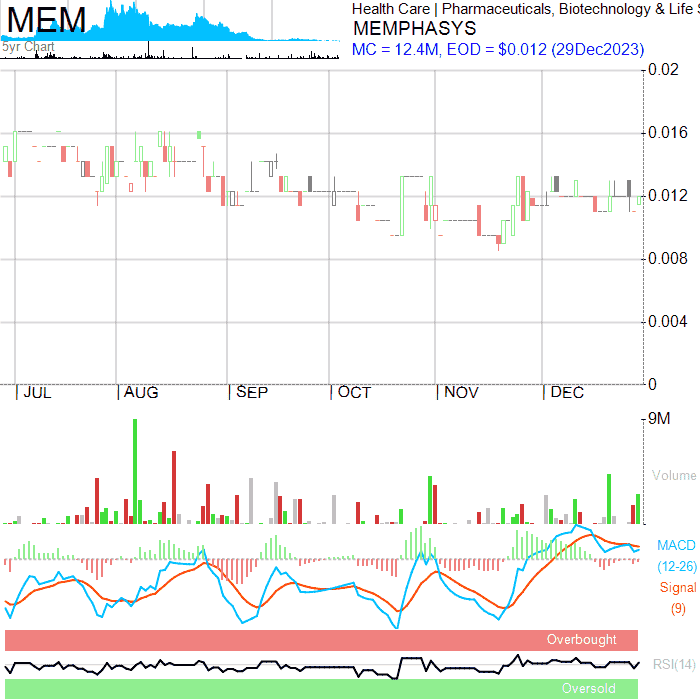 MEM
5yr Chart
Health Care | Pharmaceuticals, Biotechnology & Life S
MEMPHASYS
MC = 12.4M, EOD = $0.012 (29Dec2023)
0.02
0.016
0.012
0.008
0.004
0
JUL AUG SEP OCT NOV DEC
9M
Volume
MACD
(12-26)
Signal
(9)
Overbought
RSI(14)
Oversold